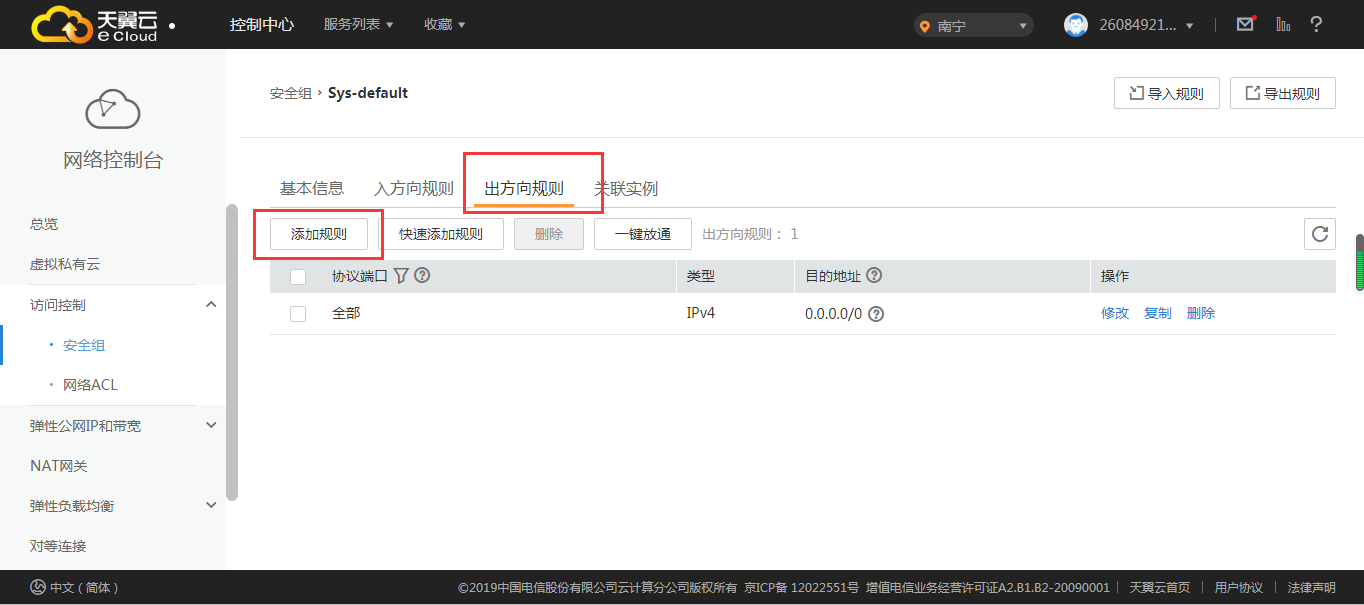 天翼云 e Cloud 控制中心 服务列表 收藏 南宁 26084921...
网络控制台
总览
虚拟私有云
访问控制
安全组
网络ACL
弹性公网IP和带宽
NAT网关
弹性负载均衡
对等连接
安全组 › Sys-default 导入规则 导出规则
基本信息 入方向规则 出方向规则 关联实例
添加规则 快速添加规则 删除 一键放通 出方向规则： 1
协议端口 类型 目的地址 操作
全部 IPv4 0.0.0.0/0 修改 复制 删除
中文（简体） ©2019中国电信股份有限公司云计算分公司版权所有 京ICP备 12022551号 增值电信业务经营许可证A2.B1.B2-20090001 天翼云首页 用户协议 法律声明